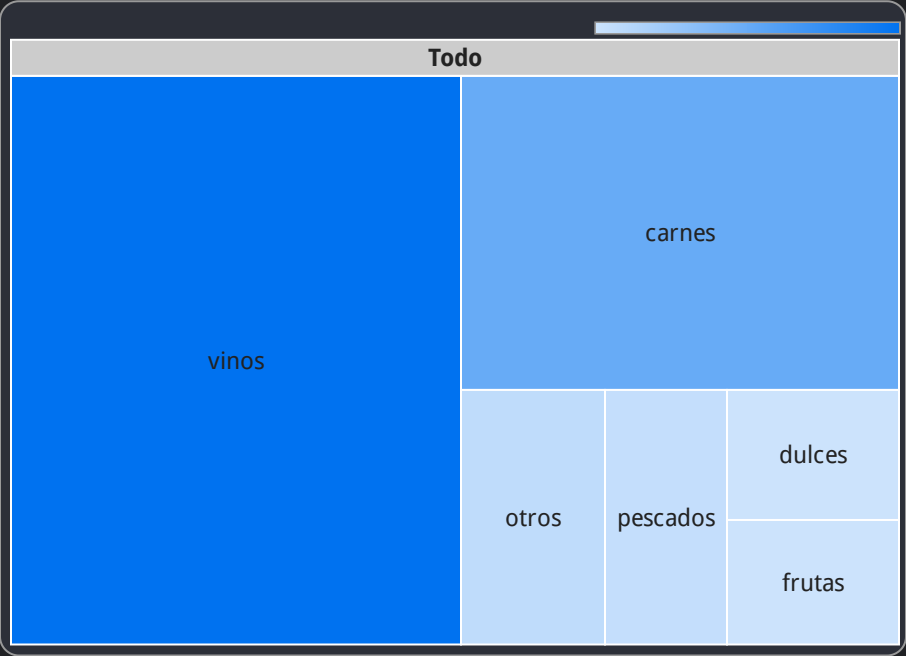 Todo
vinos
carnes
otros
pescados
dulces
frutas